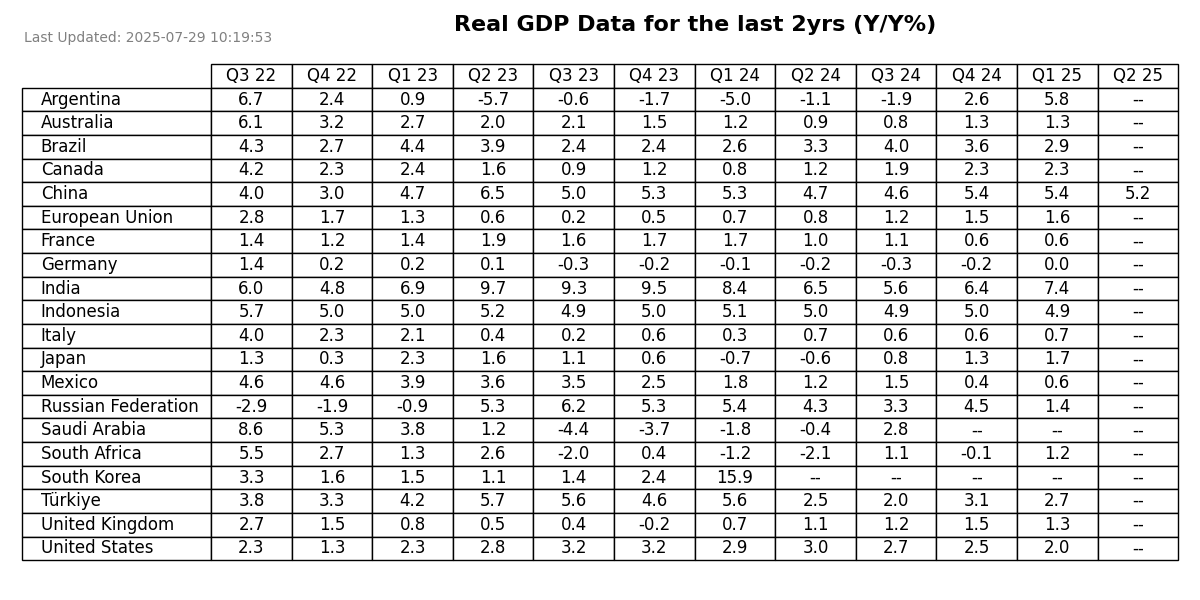 Real GDP Data for the last 2yrs (Y/Y%)
Last Updated: 2025-07-29 10:19:53
Q3 22 Q4 22 Q1 23 Q2 23 Q3 23 Q4 23 Q1 24 Q2 24 Q3 24 Q4 24 Q1 25 Q2 25
Argentina 6.7 2.4 0.9 -5.7 -0.6 -1.7 -5.0 -1.1 -1.9 2.6 5.8 --
Australia 6.1 3.2 2.7 2.0 2.1 1.5 1.2 0.9 0.8 1.3 1.3 --
Brazil 4.3 2.7 4.4 3.9 2.4 2.4 2.6 3.3 4.0 3.6 2.9 --
Canada 4.2 2.3 2.4 1.6 0.9 1.2 0.8 1.2 1.9 2.3 2.3 --
China 4.0 3.0 4.7 6.5 5.0 5.3 5.3 4.7 4.6 5.4 5.4 5.2
European Union 2.8 1.7 1.3 0.6 0.2 0.5 0.7 0.8 1.2 1.5 1.6 --
France 1.4 1.2 1.4 1.9 1.6 1.7 1.7 1.0 1.1 0.6 0.6 --
Germany 1.4 0.2 0.2 0.1 -0.3 -0.2 -0.1 -0.2 -0.3 -0.2 0.0 --
India 6.0 4.8 6.9 9.7 9.3 9.5 8.4 6.5 5.6 6.4 7.4 --
Indonesia 5.7 5.0 5.0 5.2 4.9 5.0 5.1 5.0 4.9 5.0 4.9 --
Italy 4.0 2.3 2.1 0.4 0.2 0.6 0.3 0.7 0.6 0.6 0.7 --
Japan 1.3 0.3 2.3 1.6 1.1 0.6 -0.7 -0.6 0.8 1.3 1.7 --
Mexico 4.6 4.6 3.9 3.6 3.5 2.5 1.8 1.2 1.5 0.4 0.6 --
Russian Federation -2.9 -1.9 -0.9 5.3 6.2 5.3 5.4 4.3 3.3 4.5 1.4 --
Saudi Arabia 8.6 5.3 3.8 1.2 -4.4 -3.7 -1.8 -0.4 2.8 -- -- --
South Africa 5.5 2.7 1.3 2.6 -2.0 0.4 -1.2 -2.1 1.1 -0.1 1.2 --
South Korea 3.3 1.6 1.5 1.1 1.4 2.4 15.9 -- -- -- -- --
Türkiye 3.8 3.3 4.2 5.7 5.6 4.6 5.6 2.5 2.0 3.1 2.7 --
United Kingdom 2.7 1.5 0.8 0.5 0.4 -0.2 0.7 1.1 1.2 1.5 1.3 --
United States 2.3 1.3 2.3 2.8 3.2 3.2 2.9 3.0 2.7 2.5 2.0 --